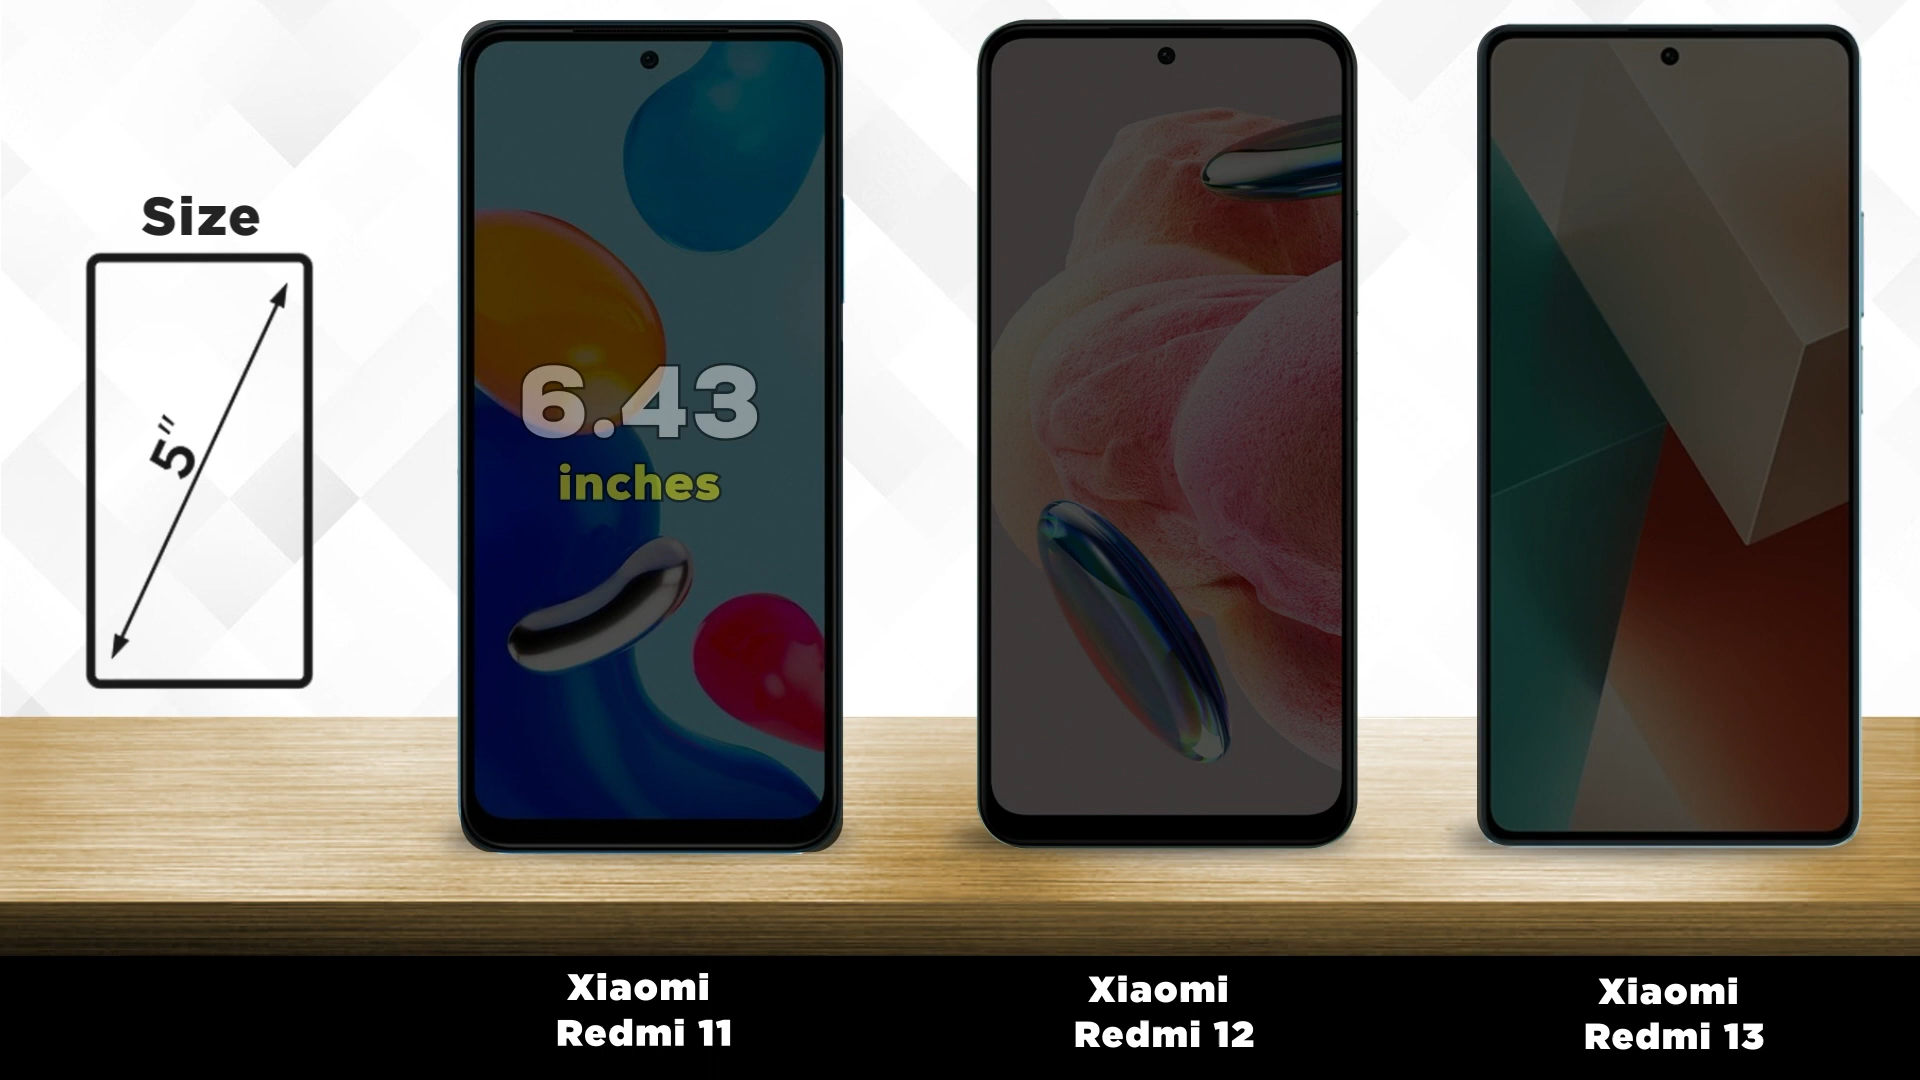 Size
5"
6.43
inches
Xiaomi
Redmi 11
Xiaomi
Redmi 12
Xiaomi
Redmi 13